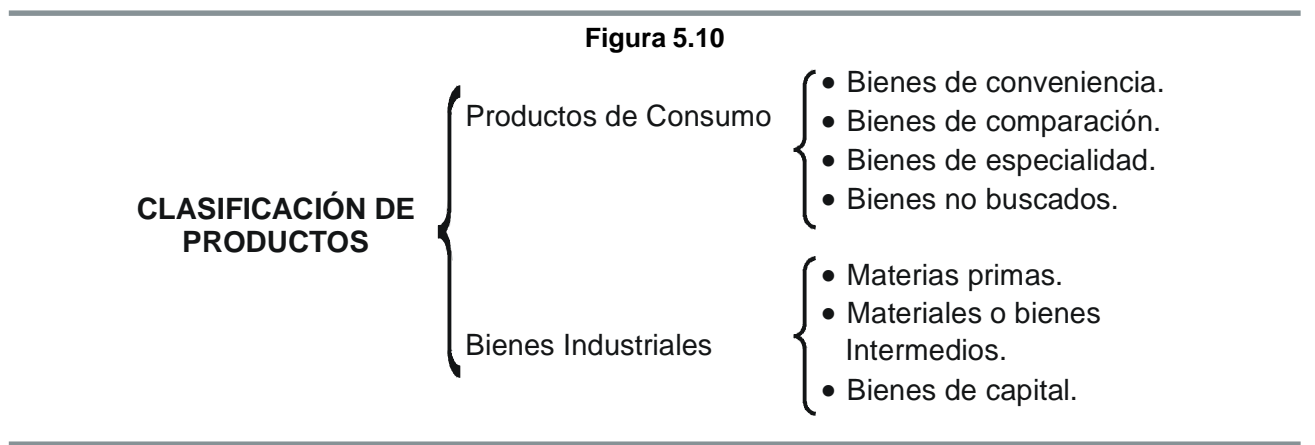 Figura 5.10
CLASIFICACIÓN DE
PRODUCTOS
Productos de Consumo
• Bienes de conveniencia.
• Bienes de comparación.
• Bienes de especialidad.
• Bienes no buscados.
Bienes Industriales
• Materias primas.
• Materiales o bienes
Intermedios.
• Bienes de capital.